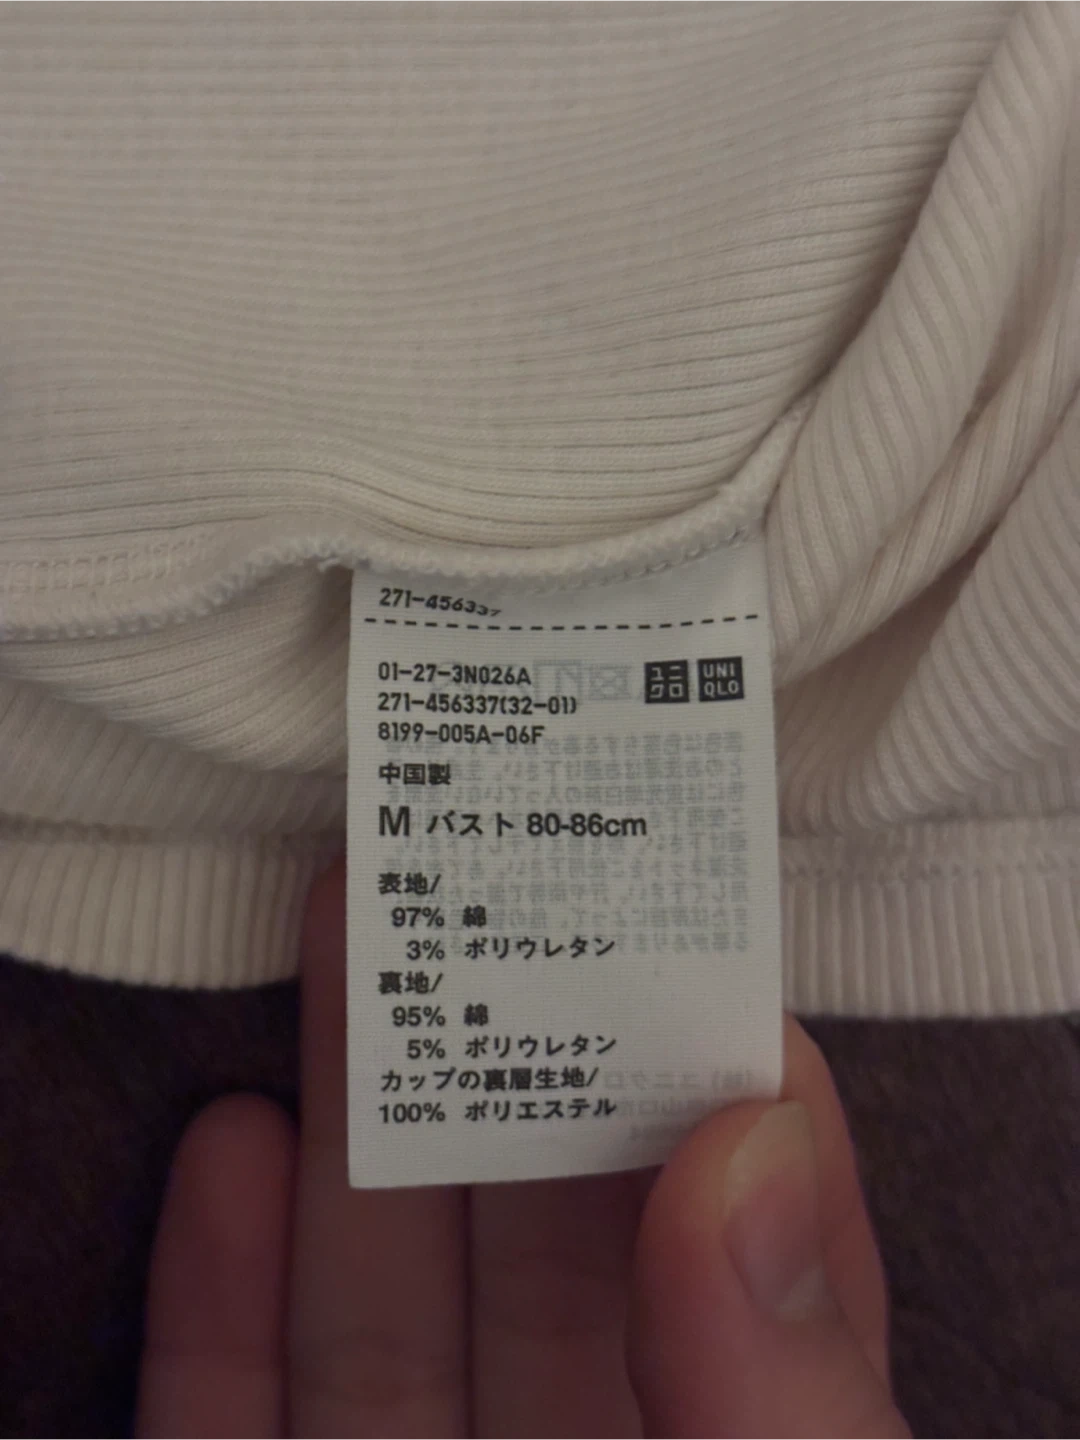 271-456337
01-27-3N026A
ユニクロ UNIQLO
271-456337(32-01)
8199-005A-06F
中国製
M バスト 80-86cm
表地/
97% 綿
3% ポリウレタン
裏地/
95% 綿
5% ポリウレタン
カップの裏層生地/
100% ポリエステル